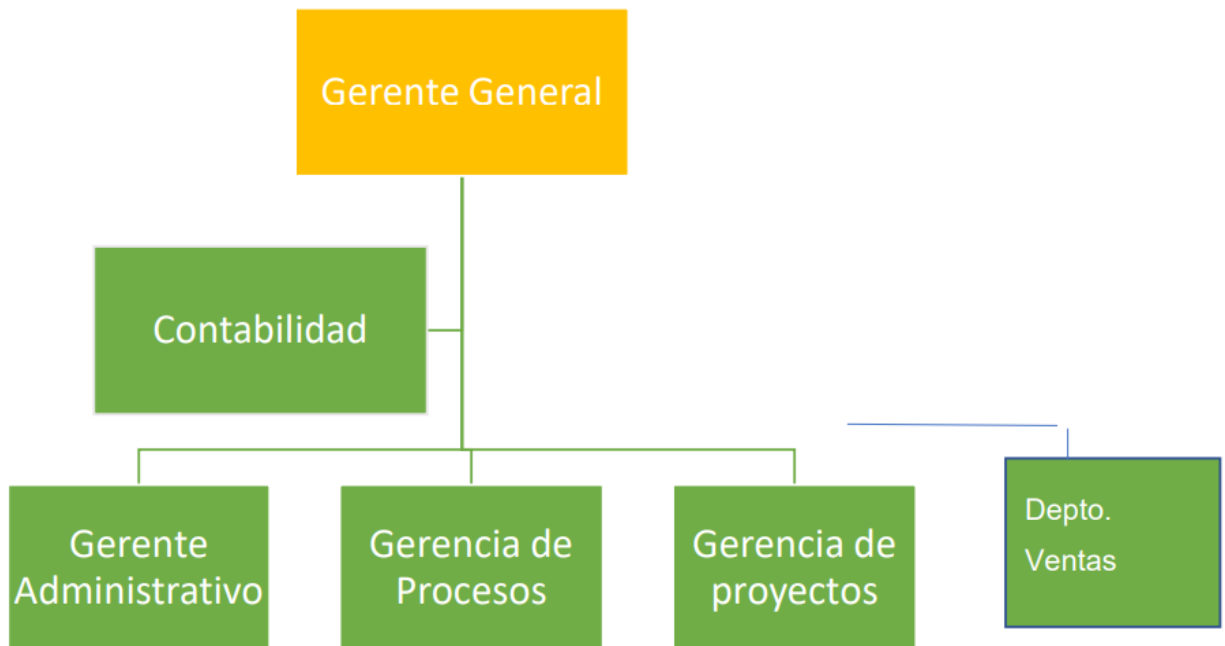 Gerente General
Contabilidad
Gerente
Administrativo
Gerencia de
Procesos
Gerencia de
proyectos
Depto.
Ventas